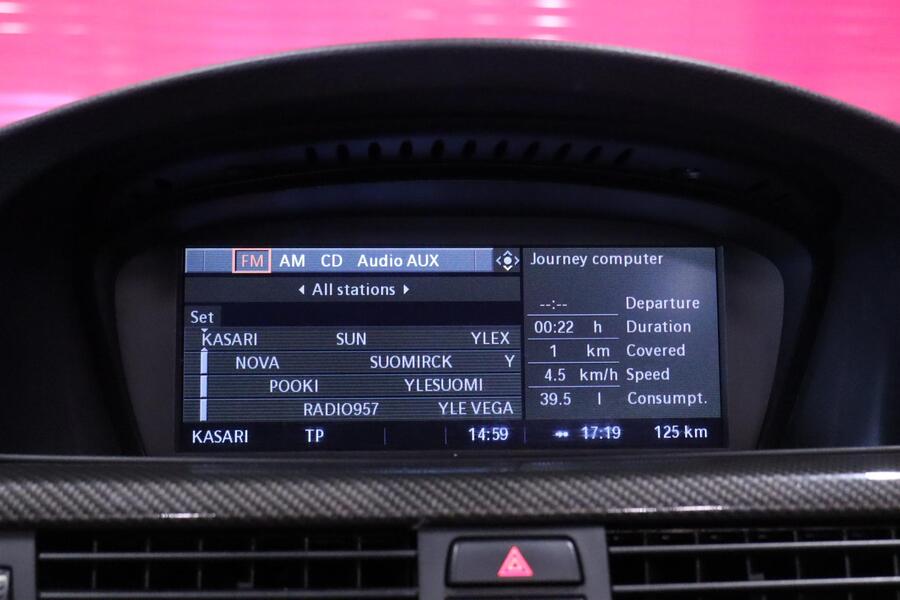 FM AM CD Audio AUX
All stations
Set
KASARI SUN YLEX
NOVA SUOMIRCK Y
POOKI YLESUOMI
RADIO957 YLE VEGA
KASARI TP 14:59 17:19 125 km
Journey computer
--:-- Departure
00:22 h Duration
1 km Covered
4.5 km/h Speed
39.5 l Consumpt.